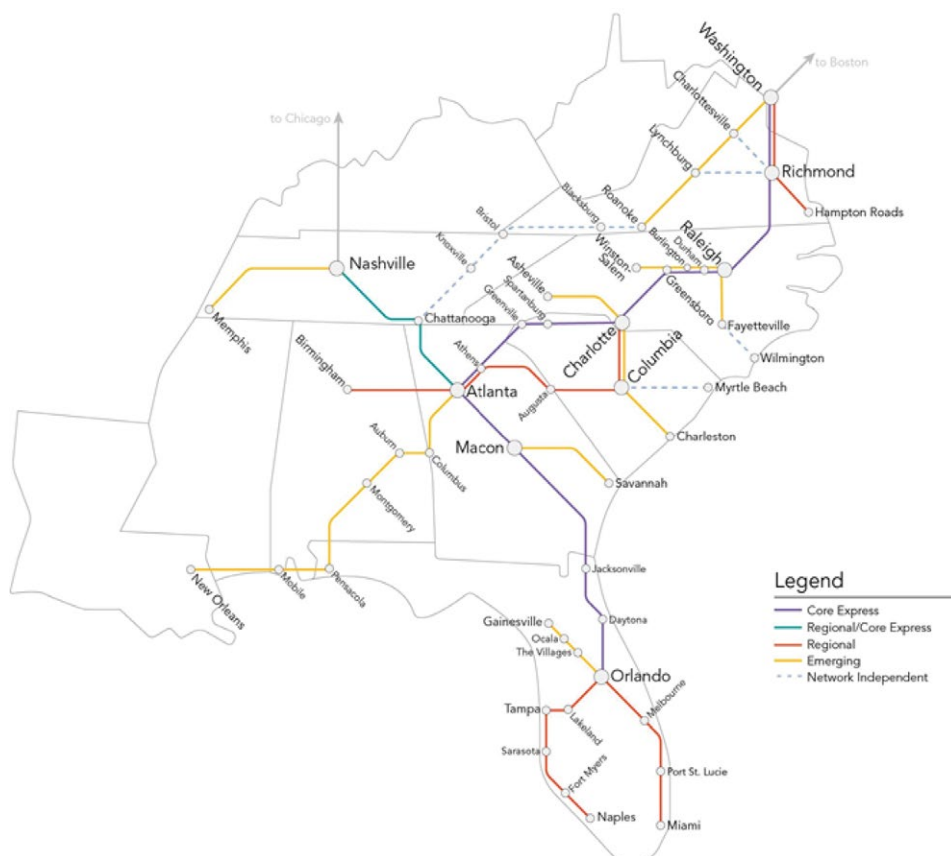 Washington
to Boston
Charlottesville
to Chicago
Lynchburg
Richmond
Blacksburg
Roanoke
Hampton Roads
Bristol
Raleigh
Durham
Burlington
Winston-
Salem
Knoxville
Nashville
Asheville
Spartanburg
Greenville
Greensboro
Chattanooga
Fayetteville
Memphis
Charlotte
Columbia
Wilmington
Birmingham
Athens
Atlanta
Augusta
Myrtle Beach
Auburn
Columbus
Macon
Charleston
Montgomery
Savannah
New Orleans
Mobile
Pensacola
Jacksonville
Gainesville
Daytona
Ocala
The Villages
Orlando
Tampa
Lakeland
Melbourne
Sarasota
Fort Myers
Port St. Lucie
Naples
Miami
Legend
Core Express
Regional/Core Express
Regional
Emerging
Network Independent